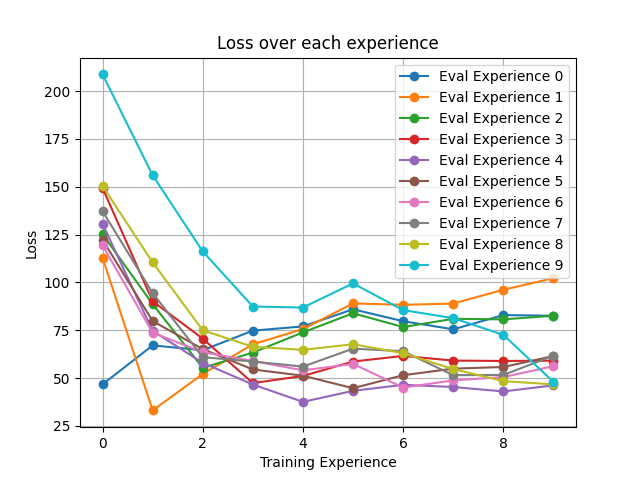 Loss over each experience
Loss
200
175
150
125
100
75
50
25
Eval Experience 0
Eval Experience 1
Eval Experience 2
Eval Experience 3
Eval Experience 4
Eval Experience 5
Eval Experience 6
Eval Experience 7
Eval Experience 8
Eval Experience 9
0 2 4 6 8
Training Experience